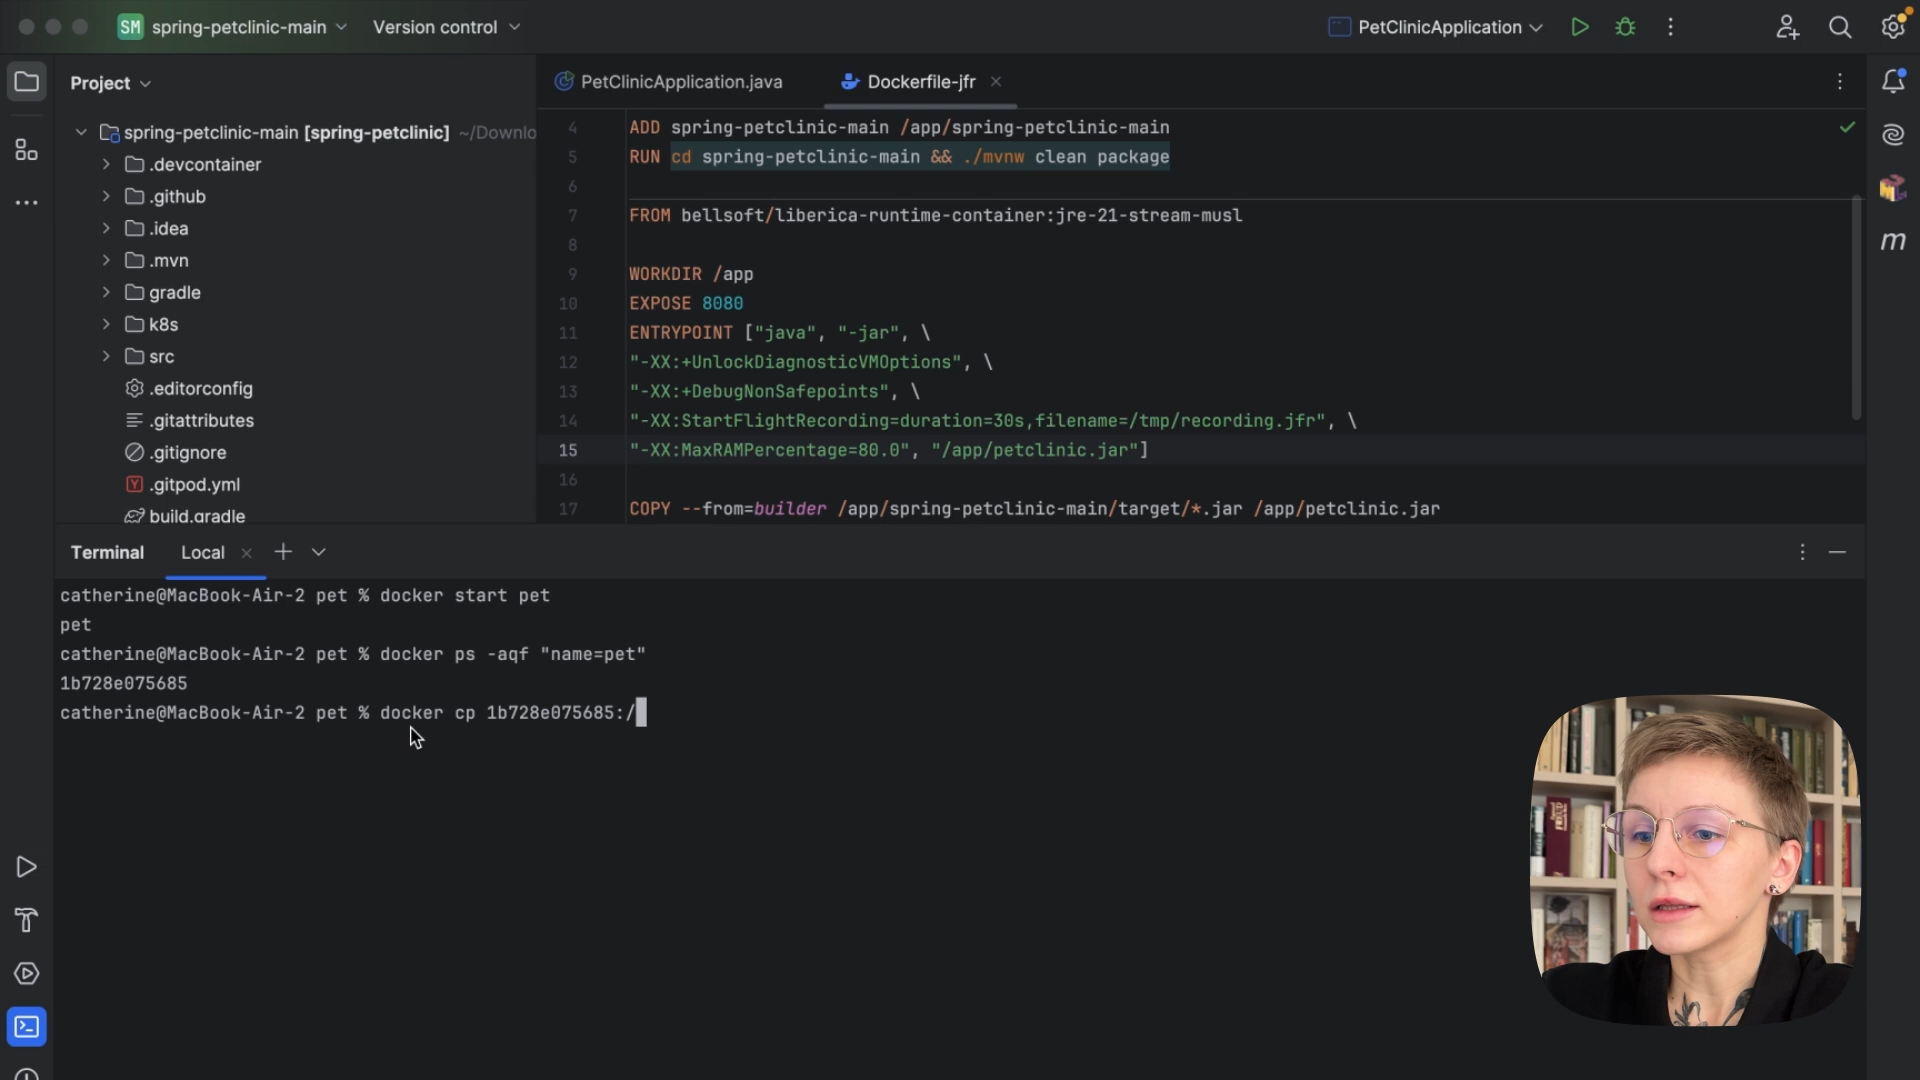 SM spring-petclinic-main Version control PetClinicApplication
Project
PetClinicApplication.java Dockerfile-jfr
spring-petclinic-main [spring-petclinic] ~/Downlo
.devcontainer
.github
.idea
.mvn
gradle
k8s
src
.editorconfig
.gitattributes
.gitignore
Y .gitpod.yml
build.gradle
4 ADD spring-petclinic-main /app/spring-petclinic-main
5 RUN cd spring-petclinic-main && ./mvnw clean package
6
7 FROM bellsoft/liberica-runtime-container:jre-21-stream-musl
8
9 WORKDIR /app
10 EXPOSE 8080
11 ENTRYPOINT ["java", "-jar", \
12 "-XX:+UnlockDiagnosticVMOptions", \
13 "-XX:+DebugNonSafepoints", \
14 "-XX:StartFlightRecording=duration=30s,filename=/tmp/recording.jfr", \
15 "-XX:MaxRAMPercentage=80.0", "/app/petclinic.jar"]
16
17 COPY --from=builder /app/spring-petclinic-main/target/*.jar /app/petclinic.jar
m
Terminal Local
catherine@MacBook-Air-2 pet % docker start pet
pet
catherine@MacBook-Air-2 pet % docker ps -aqf "name=pet"
1b728e075685
catherine@MacBook-Air-2 pet % docker cp 1b728e075685:/